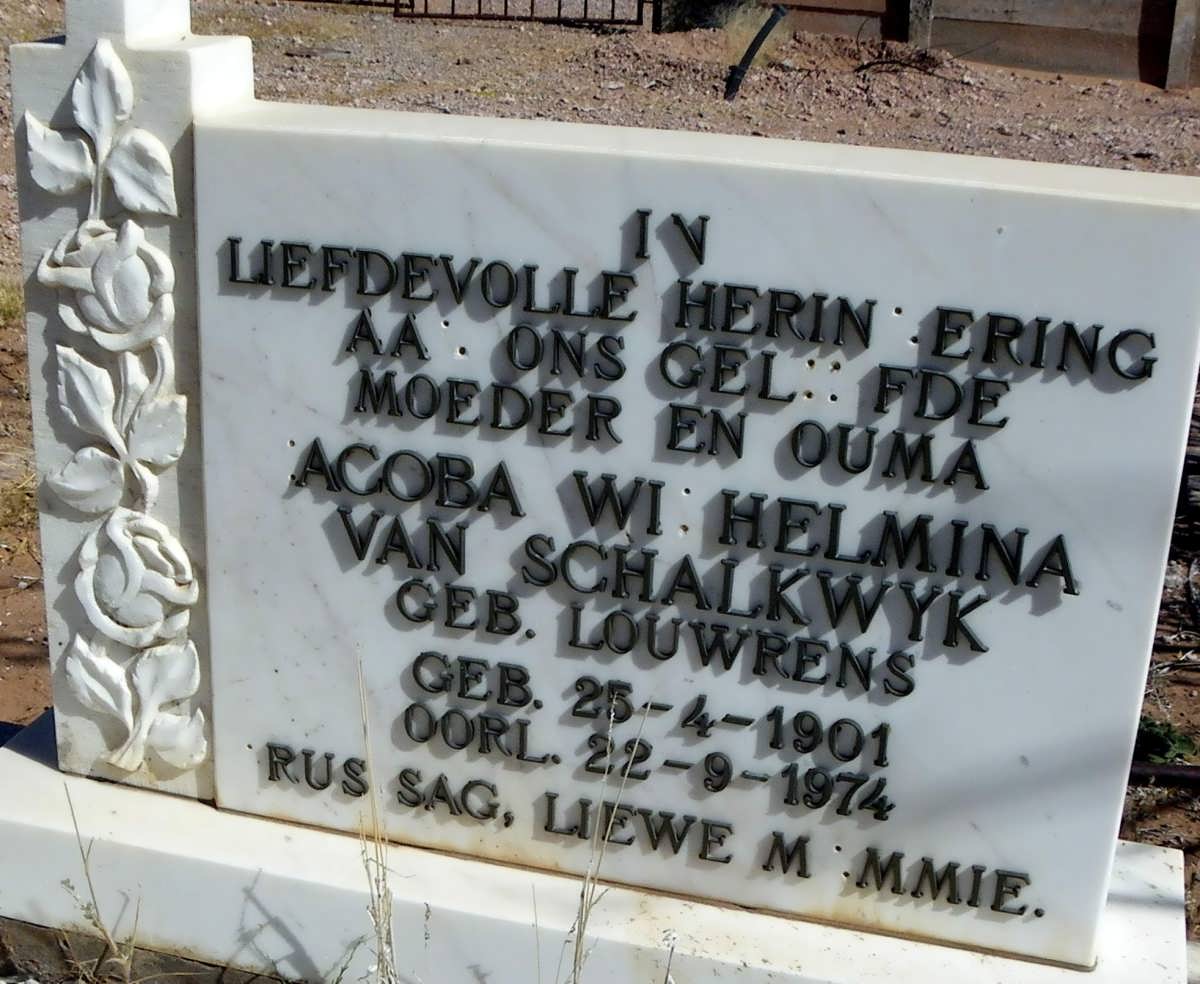 IN
LIEFDEVOLLE HERIN ERING
AA ONS GEL FDE
MOEDER EN OUMA
ACOBA WI HELMINA
VAN SCHALKWYK
GEB. LOUWRENS
GEB. 25-4-1901
OORL. 22-9-1974
RUS SAG, LIEWE M MMIE.